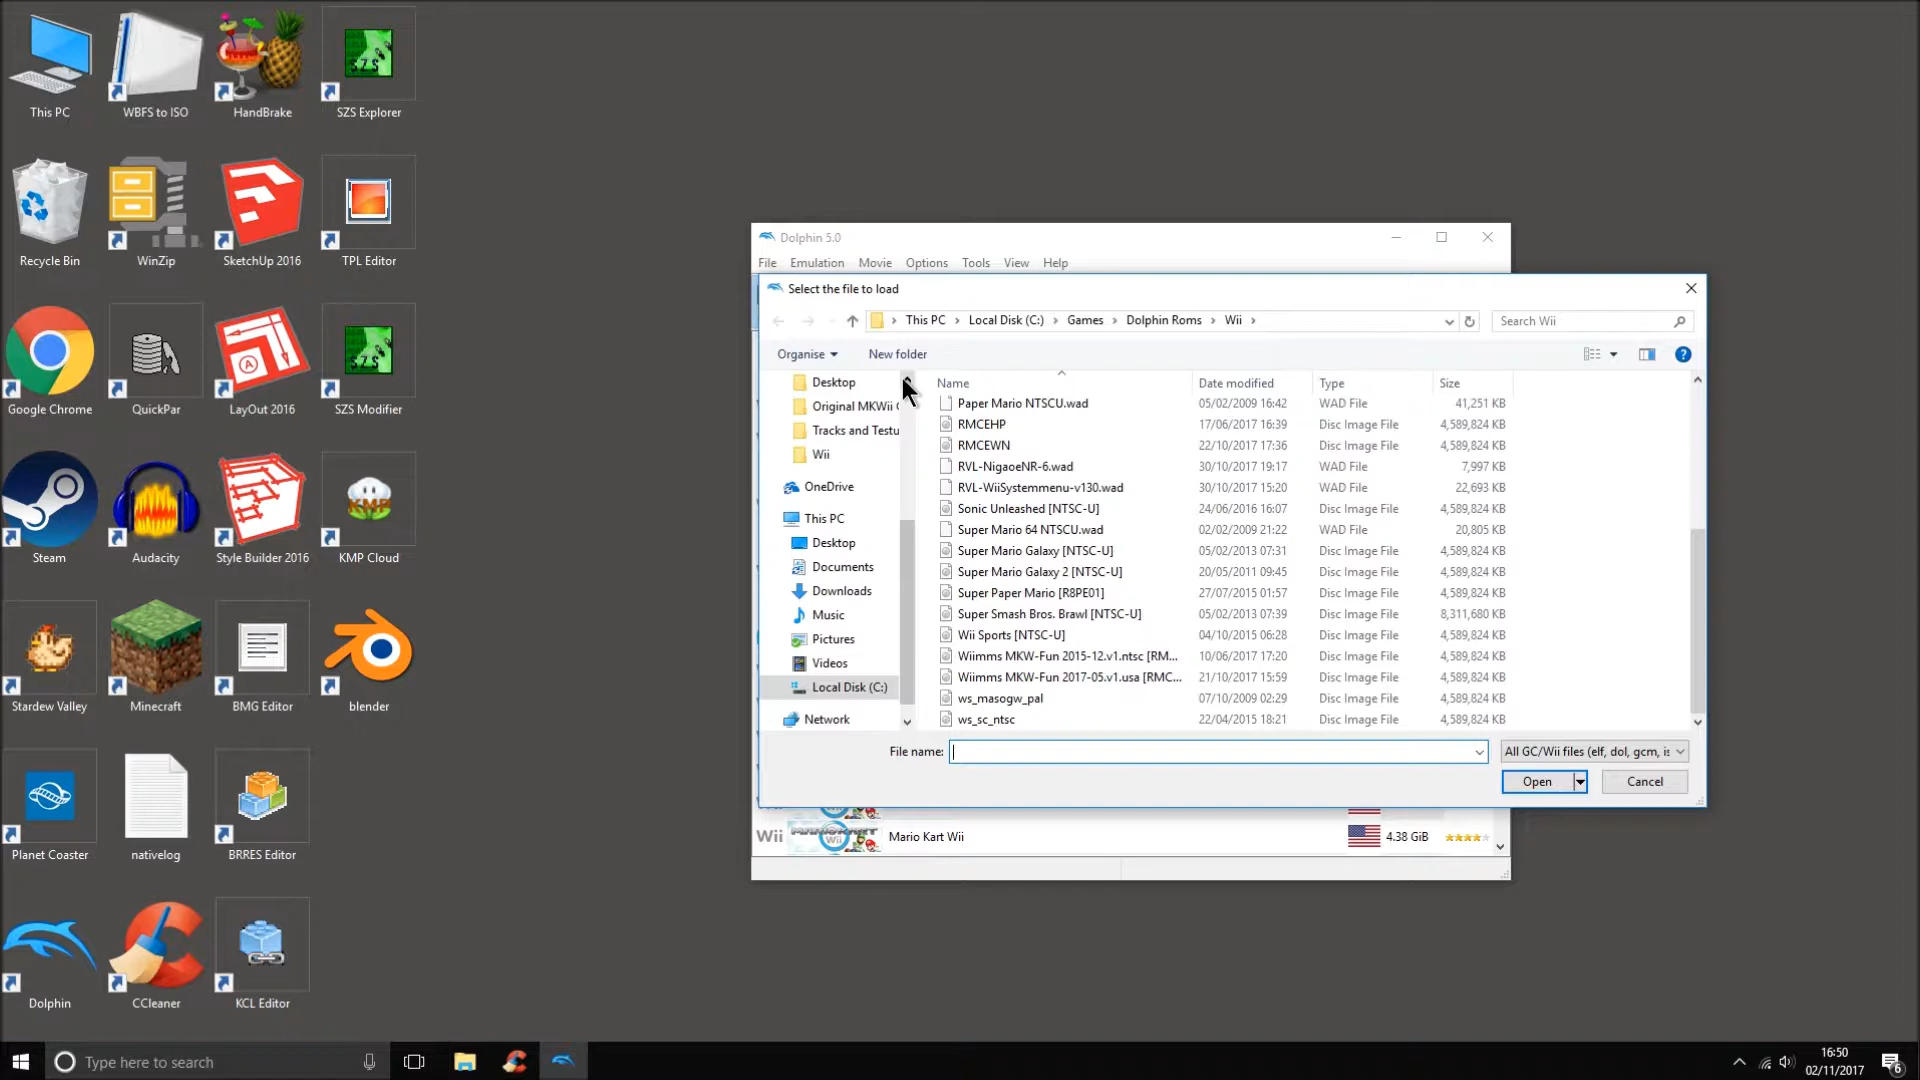 This PC
WBFS to ISO
HandBrake
SZS
SZS Explorer
Recycle Bin
WinZip
SketchUp 2016
TPL Editor
Google Chrome
QuickPar
LayOut 2016
SZS
SZS Modifier
Steam
Audacity
Style Builder 2016
KMP
KMP Cloud
Stardew Valley
Minecraft
BMG Editor
blender
Planet Coaster
nativelog
BRRES Editor
Dolphin
CCleaner
KCL Editor
Dolphin 5.0
File Emulation Movie Options Tools View Help
Select the file to load
This PC > Local Disk (C:) > Games > Dolphin Roms > Wii >
Search Wii
Organise New folder
Desktop
Original MKWii
Tracks and Testu
Wii
OneDrive
This PC
Desktop
Documents
Downloads
Music
Pictures
Videos
Local Disk (C:)
Network
Name Date modified Type Size
Paper Mario NTSCU.wad 05/02/2009 16:42 WAD File 41,251 KB
RMCEHP 17/06/2017 16:39 Disc Image File 4,589,824 KB
RMCEWN 22/10/2017 17:36 Disc Image File 4,589,824 KB
RVL-NigaoeNR-6.wad 30/10/2017 19:17 WAD File 7,997 KB
RVL-WiiSystemmenu-v130.wad 30/10/2017 15:20 WAD File 22,693 KB
Sonic Unleashed [NTSC-U] 24/06/2016 16:07 Disc Image File 4,589,824 KB
Super Mario 64 NTSCU.wad 02/02/2009 21:22 WAD File 20,805 KB
Super Mario Galaxy [NTSC-U] 05/02/2013 07:31 Disc Image File 4,589,824 KB
Super Mario Galaxy 2 [NTSC-U] 20/05/2011 09:45 Disc Image File 4,589,824 KB
Super Paper Mario [R8PE01] 27/07/2015 01:57 Disc Image File 4,589,824 KB
Super Smash Bros. Brawl [NTSC-U] 05/02/2013 07:39 Disc Image File 8,311,680 KB
Wii Sports [NTSC-U] 04/10/2015 06:28 Disc Image File 4,589,824 KB
Wiimms MKW-Fun 2015-12.v1.ntsc [RM... 10/06/2017 17:20 Disc Image File 4,589,824 KB
Wiimms MKW-Fun 2017-05.v1.usa [RMC... 21/10/2017 15:59 Disc Image File 4,589,824 KB
ws_masogw_pal 07/10/2009 02:29 Disc Image File 4,589,824 KB
ws_sc_ntsc 22/04/2015 18:21 Disc Image File 4,589,824 KB
File name:
All GC/Wii files (elf, dol, gcm, is
Open Cancel
Wii Mario Kart Wii 4.38 GiB
Type here to search
16:50
02/11/2017
6